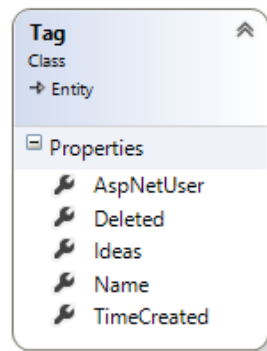 Tag
Class
Entity
Properties
AspNetUser
Deleted
Ideas
Name
TimeCreated